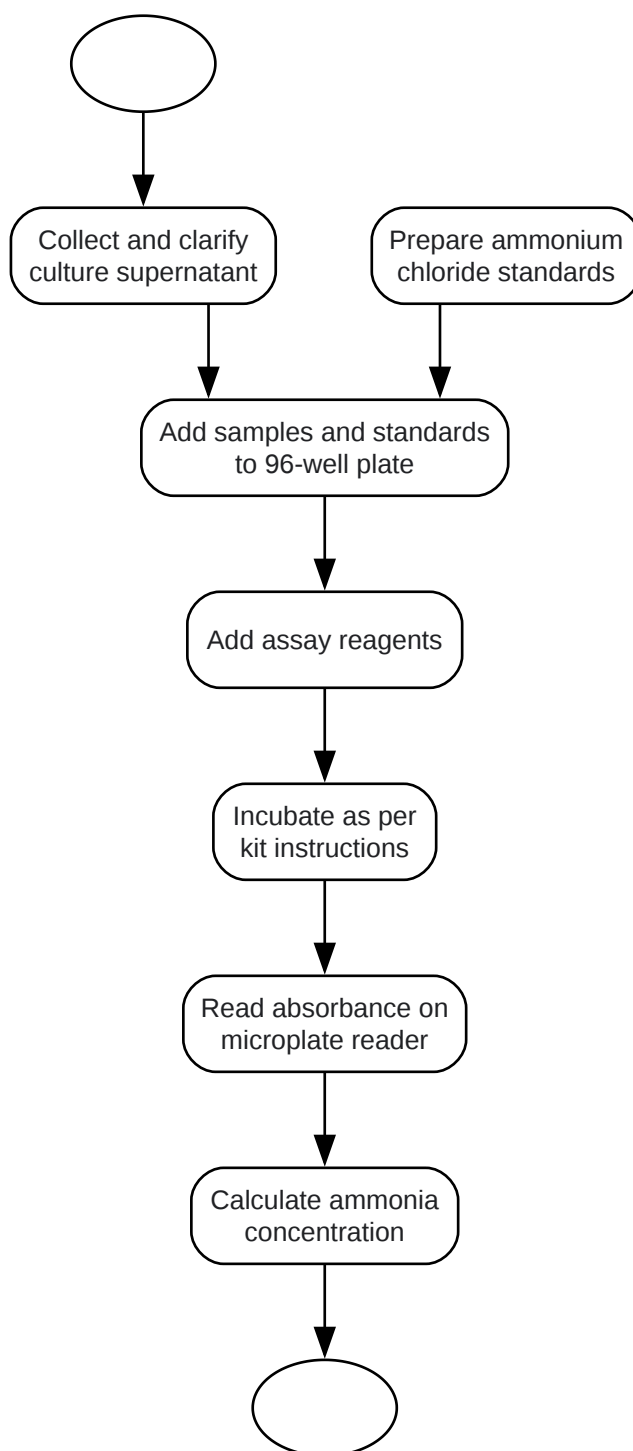 Collect and clarify
culture supernatant
Prepare ammonium
chloride standards
Add samples and standards
to 96-well plate
Add assay reagents
Incubate as per
kit instructions
Read absorbance on
microplate reader
Calculate ammonia
concentration